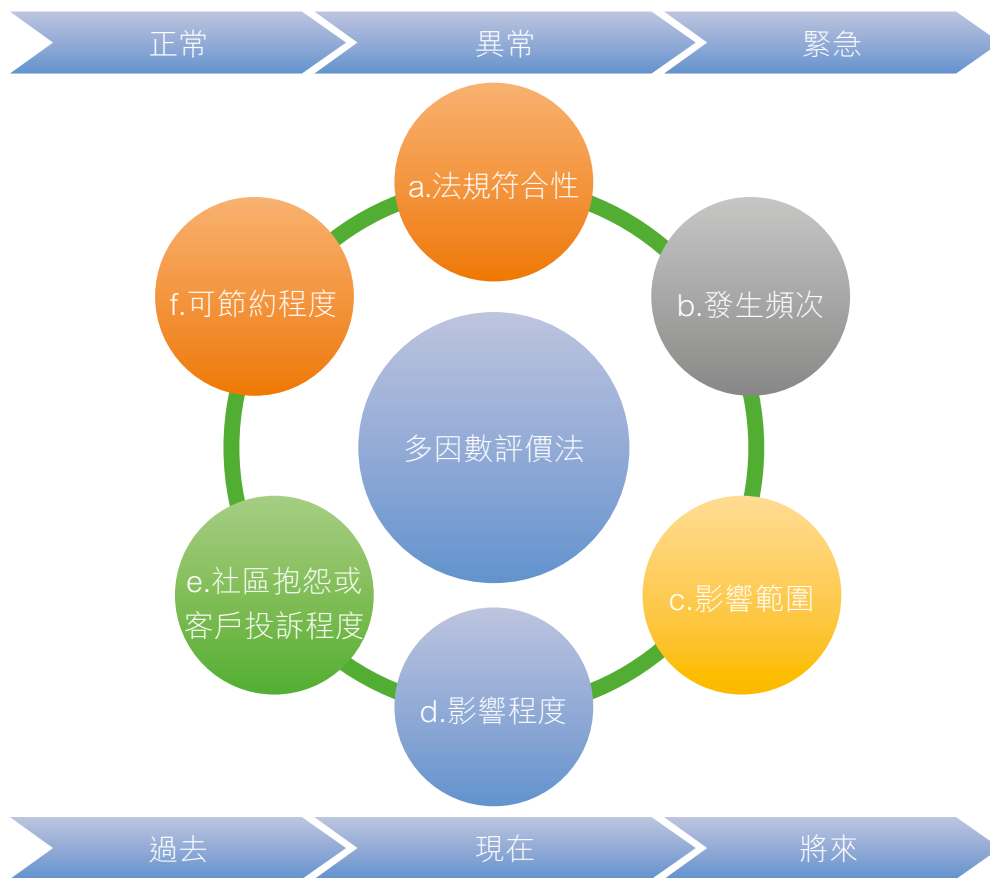 正常
異常
緊急
a.法規符合性
b.發生頻次
f.可節約程度
多因數評價法
e.社區抱怨或
客戶投訴程度
c.影響範圍
d.影響程度
過去
現在
將來